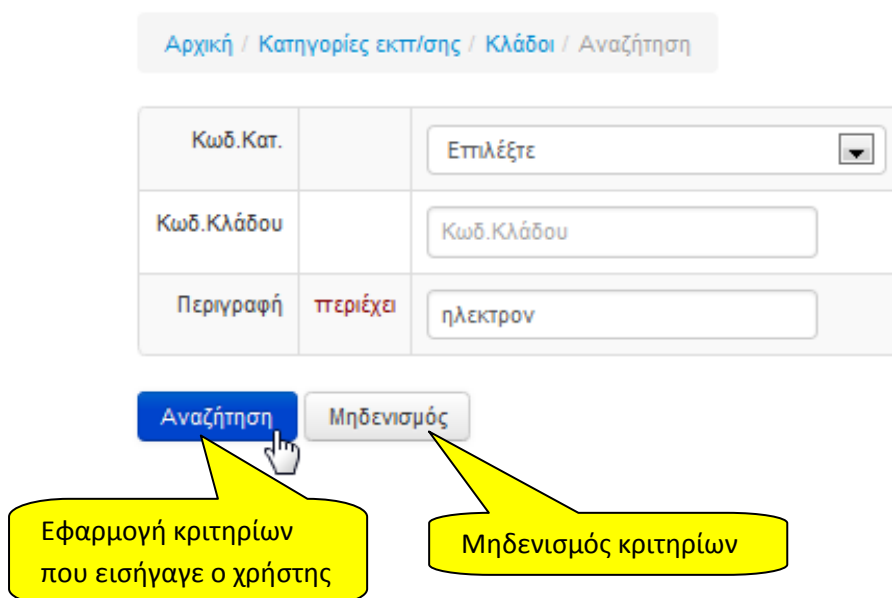 Αρχική / Κατηγορίες εκπ/σης / Κλάδοι / Αναζήτηση
Κωδ.Κατ. Επιλέξτε
Κωδ.Κλάδου Κωδ.Κλάδου
Περιγραφή περιέχει ηλεκτρον
Αναζήτηση Μηδενισμός
Εφαρμογή κριτηρίων
που εισήγαγε ο χρήστης
Μηδενισμός κριτηρίων